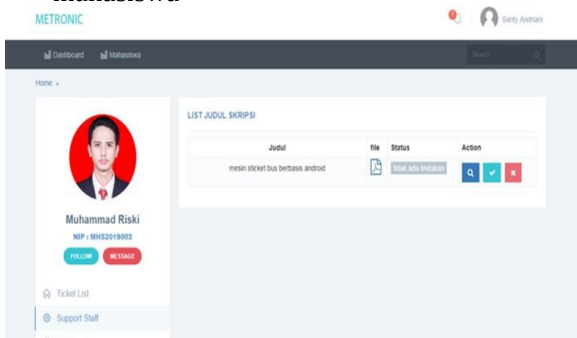 METRONIC
Santy Andriani
Dashboard Mahasiswa
Search
Home »
LIST JUDUL SKRIPSI
Judul file Status Action
mesin sticket bus berbasis android tidak ada tindakan
Muhammad Riski
NIP : MHS2019003
FOLLOW MESSAGE
Ticket List
Support Staff